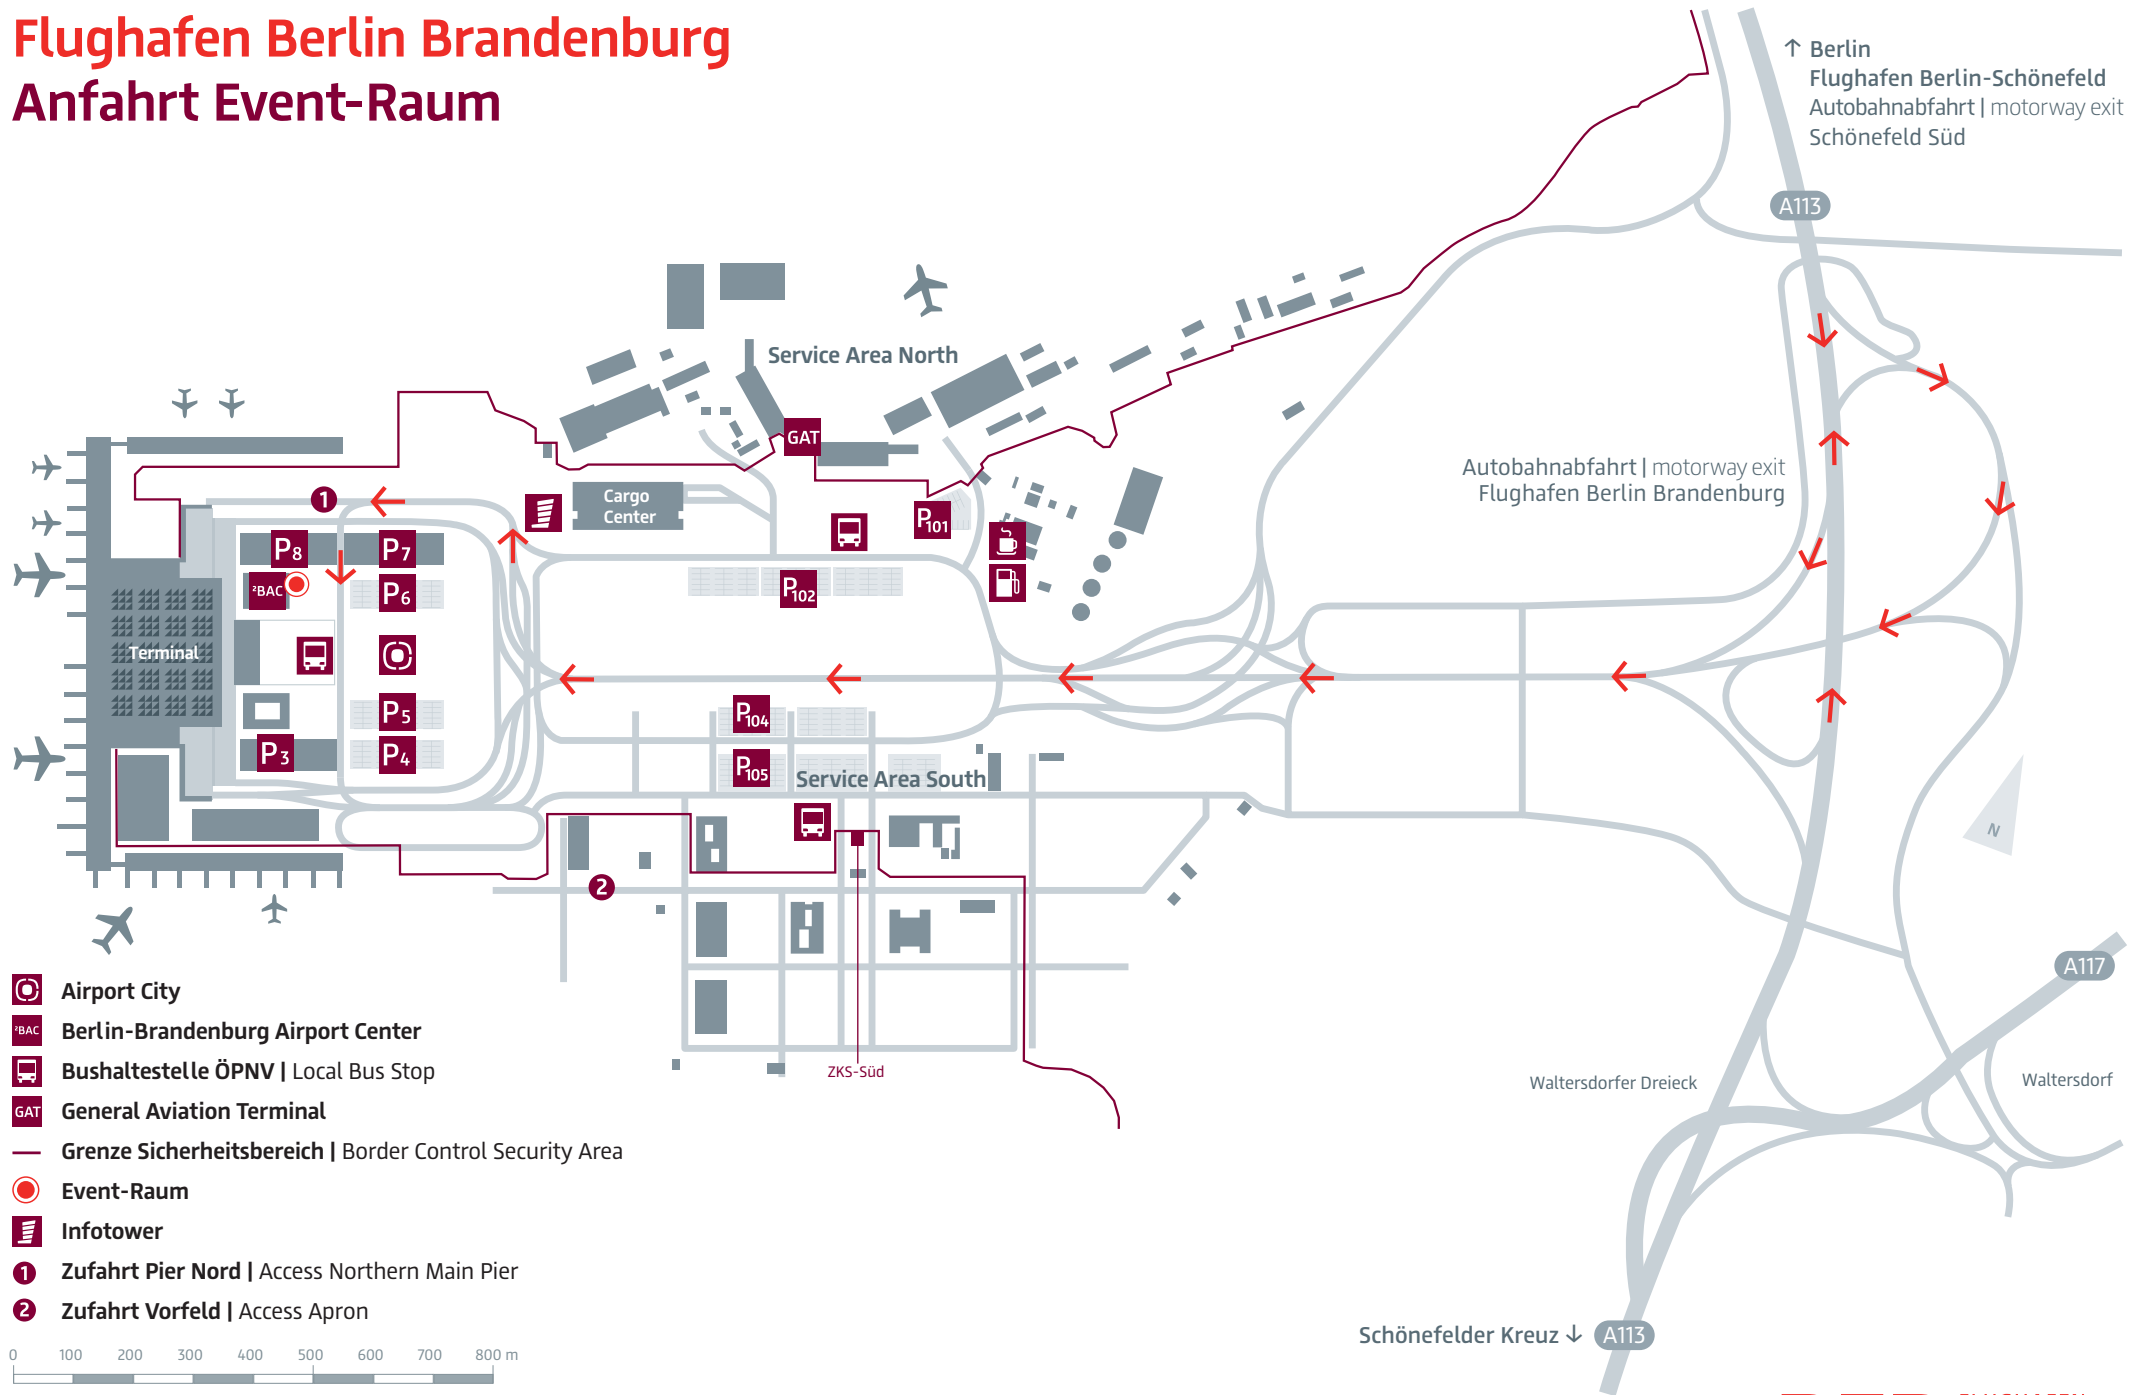 Flughafen Berlin Brandenburg
Anfahrt Event-Raum
↑ Berlin
Flughafen Berlin-Schönefeld
Autobahnabfahrt | motorway exit
Schönefeld Süd
A113
Service Area North
GAT
Autobahnabfahrt | motorway exit
Flughafen Berlin Brandenburg
1
Cargo
Center
P101
P8
P7
²BAC
P6
P102
Terminal
P5
P104
P3
P4
P105
Service Area South
N
2
A117
ZKS-Süd
Waltersdorfer Dreieck
Waltersdorf
Airport City
²BAC Berlin-Brandenburg Airport Center
Bushaltestelle ÖPNV | Local Bus Stop
GAT General Aviation Terminal
Grenze Sicherheitsbereich | Border Control Security Area
Event-Raum
Infotower
1 Zufahrt Pier Nord | Access Northern Main Pier
2 Zufahrt Vorfeld | Access Apron
Schönefelder Kreuz ↓ A113
0 100 200 300 400 500 600 700 800 m